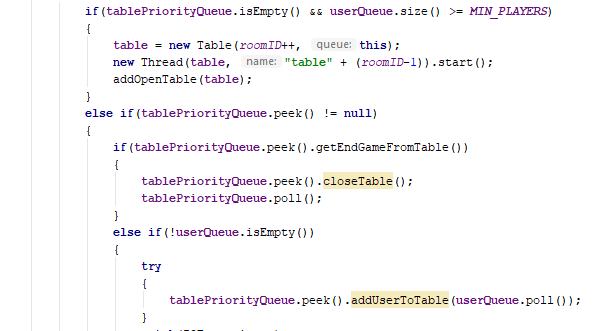 if(tablePriorityQueue.isEmpty() && userQueue.size() >= MIN_PLAYERS)
{
table = new Table(roomID++, queue: this);
new Thread(table, name: "table" + (roomID-1)).start();
addOpenTable(table);
}
else if(tablePriorityQueue.peek() != null)
{
if(tablePriorityQueue.peek().getEndGameFromTable())
{
tablePriorityQueue.peek().closeTable();
tablePriorityQueue.poll();
}
else if(!userQueue.isEmpty())
{
try
{
tablePriorityQueue.peek().addUserToTable(userQueue.poll());
}